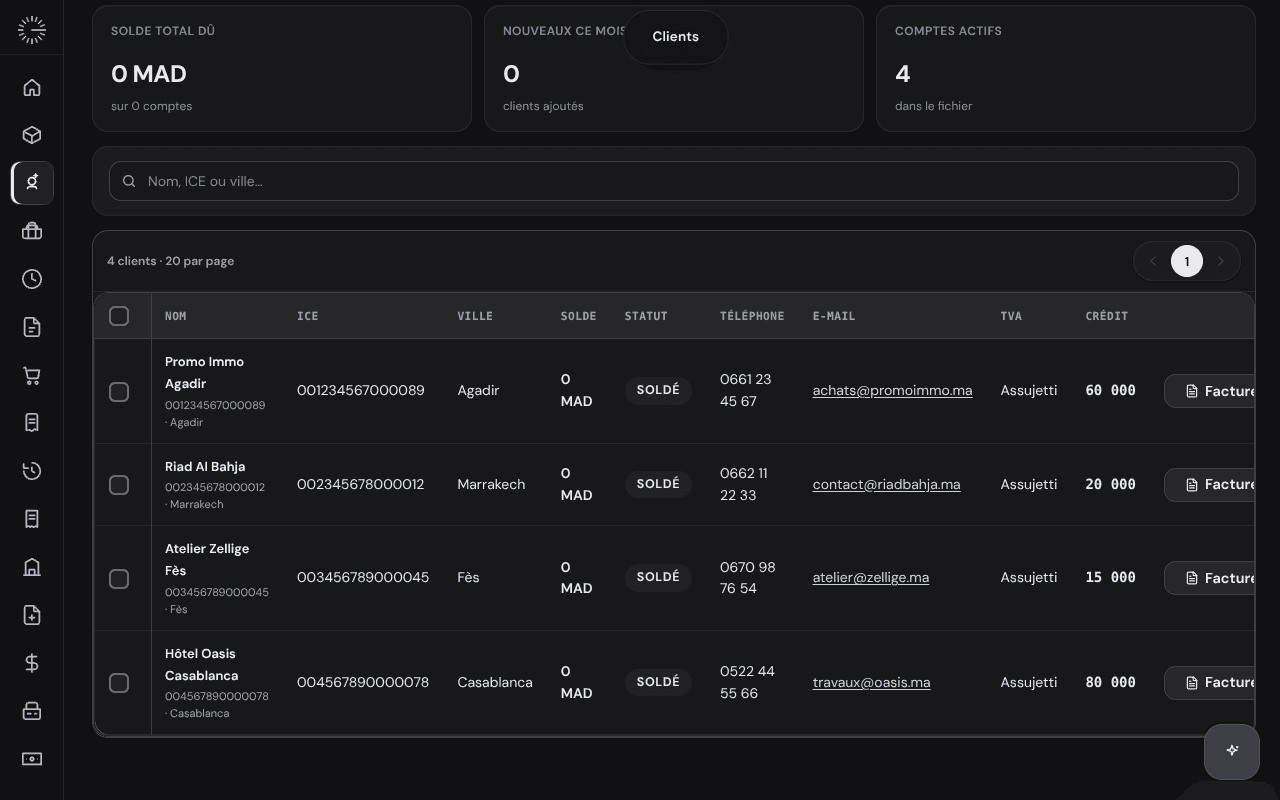 SOLDE TOTAL DÛ
0 MAD
sur 0 comptes
NOUVEAUX CE MOIS
0
clients ajoutés
Clients
COMPTES ACTIFS
4
dans le fichier
Nom, ICE ou ville...
4 clients · 20 par page
1
NOM ICE VILLE SOLDE STATUT TÉLÉPHONE E-MAIL TVA CRÉDIT
Promo Immo
Agadir
001234567000089
· Agadir
001234567000089
Agadir
0
MAD
SOLDÉ
0661 23
45 67
achats@promoimmo.ma
Assujetti
60 000
Facture
Riad Al Bahja
002345678000012
· Marrakech
002345678000012
Marrakech
0
MAD
SOLDÉ
0662 11
22 33
contact@riadbahja.ma
Assujetti
20 000
Facture
Atelier Zellige
Fès
003456789000045
· Fès
003456789000045
Fès
0
MAD
SOLDÉ
0670 98
76 54
atelier@zellige.ma
Assujetti
15 000
Facture
Hôtel Oasis
Casablanca
004567890000078
· Casablanca
004567890000078
Casablanca
0
MAD
SOLDÉ
0522 44
55 66
travaux@oasis.ma
Assujetti
80 000
Facture